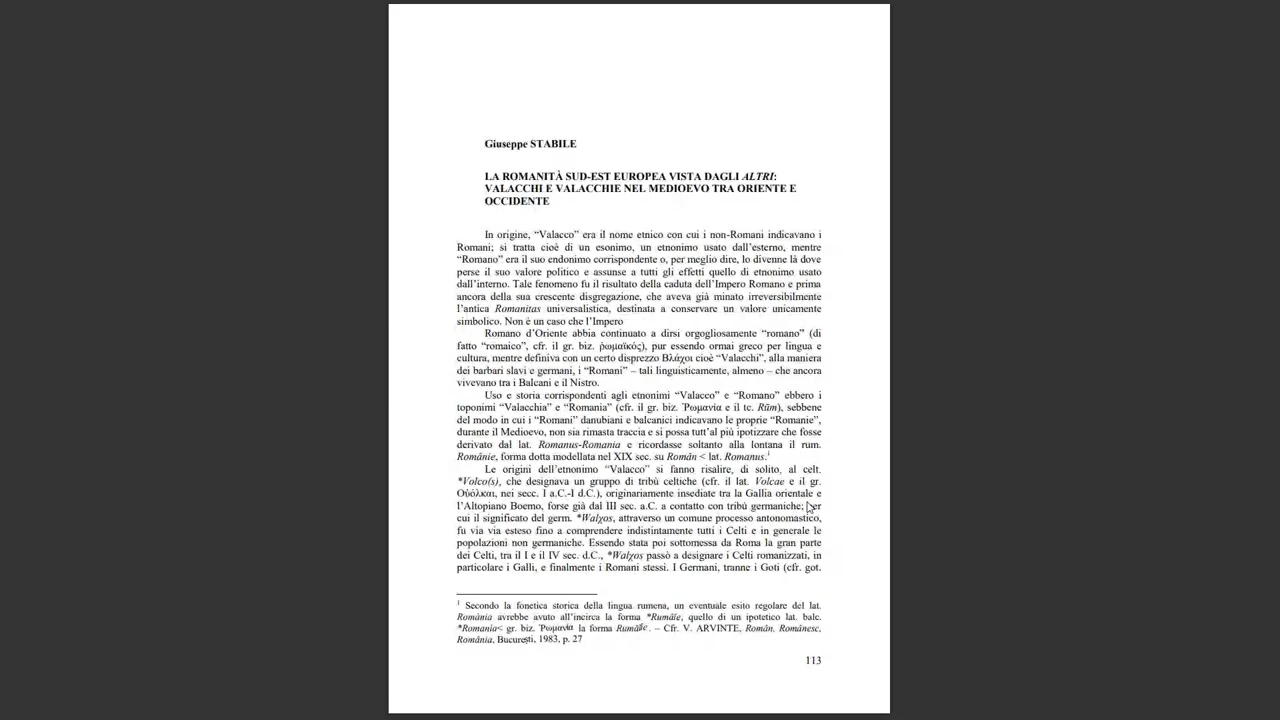 Giuseppe STABILE
LA ROMANITÀ SUD-EST EUROPEA VISTA DAGLI ALTRI:
VALACCHI E VALACCHIE NEL MEDIOEVO TRA ORIENTE E
OCCIDENTE
In origine, “Valacco” era il nome etnico con cui i non-Romani indicavano i
Romani; si tratta cioè di un esonimo, un etnonimo usato dall’esterno, mentre
“Romano” era il suo endonimo corrispondente o, per meglio dire, lo divenne là dove
perse il suo valore politico e assunse a tutti gli effetti quello di etnonimo usato
dall’interno. Tale fenomeno fu il risultato della caduta dell’Impero Romano e prima
ancora della sua crescente disgregazione, che aveva già minato irreversibilmente
l’antica Romanitas universalistica, destinata a conservare un valore unicamente
simbolico. Non è un caso che l’Impero
Romano d’Oriente abbia continuato a dirsi orgogliosamente “romano” (di
fatto “romaico”, cfr. il gr. biz. ῥωμαϊκός), pur essendo ormai greco per lingua e
cultura, mentre definiva con un certo disprezzo Βλάχοι cioè “Valacchi”, alla maniera
dei barbari slavi e germani, i “Romani” – tali linguisticamente, almeno – che ancora
vivevano tra i Balcani e il Nistro.
Uso e storia corrispondenti agli etnonimi “Valacco” e “Romano” ebbero i
toponimi “Valacchia” e “Romania” (cfr. il gr. biz. Ῥωμανία e il tc. Rūm), sebbene
del modo in cui i “Romani” danubiani e balcanici indicavano le proprie “Romanie”,
durante il Medioevo, non sia rimasta traccia e si possa tutt’al più ipotizzare che fosse
derivato dal lat. Romanus-Romania e ricordasse soltanto alla lontana il rum.
Românie, forma dotta modellata nel XIX sec. su Român < lat. Romanus.1
Le origini dell’etnonimo “Valacco” si fanno risalire, di solito, al celt.
*Volco(s), che designava un gruppo di tribù celtiche (cfr. il lat. Volcae e il gr.
Οὐόλκαι, nei secc. I a.C.-I d.C.), originariamente insediate tra la Gallia orientale e
l’Altopiano Boemo, forse già dal III sec. a.C. a contatto con tribù germaniche; per
cui il significato del germ. *Walχos, attraverso un comune processo antonomastico,
fu via via esteso fino a comprendere indistintamente tutti i Celti e in generale le
popolazioni non germaniche. Essendo stata poi sottomessa da Roma la gran parte
dei Celti, tra il I e il IV sec. d.C., *Walχos passò a designare i Celti romanizzati, in
particolare i Galli, e finalmente i Romani stessi. I Germani, tranne i Goti (cfr. got.
1 Secondo la fonetica storica della lingua rumena, un eventuale esito regolare del lat.
Romània avrebbe avuto all’incirca la forma *Rumâie, quello di un ipotetico lat. balc.
*Romanìa< gr. biz. Ῥωμανία la forma . – Cfr. V. ARVINTE, Român, Românesc,
România, București, 1983, p. 27
113